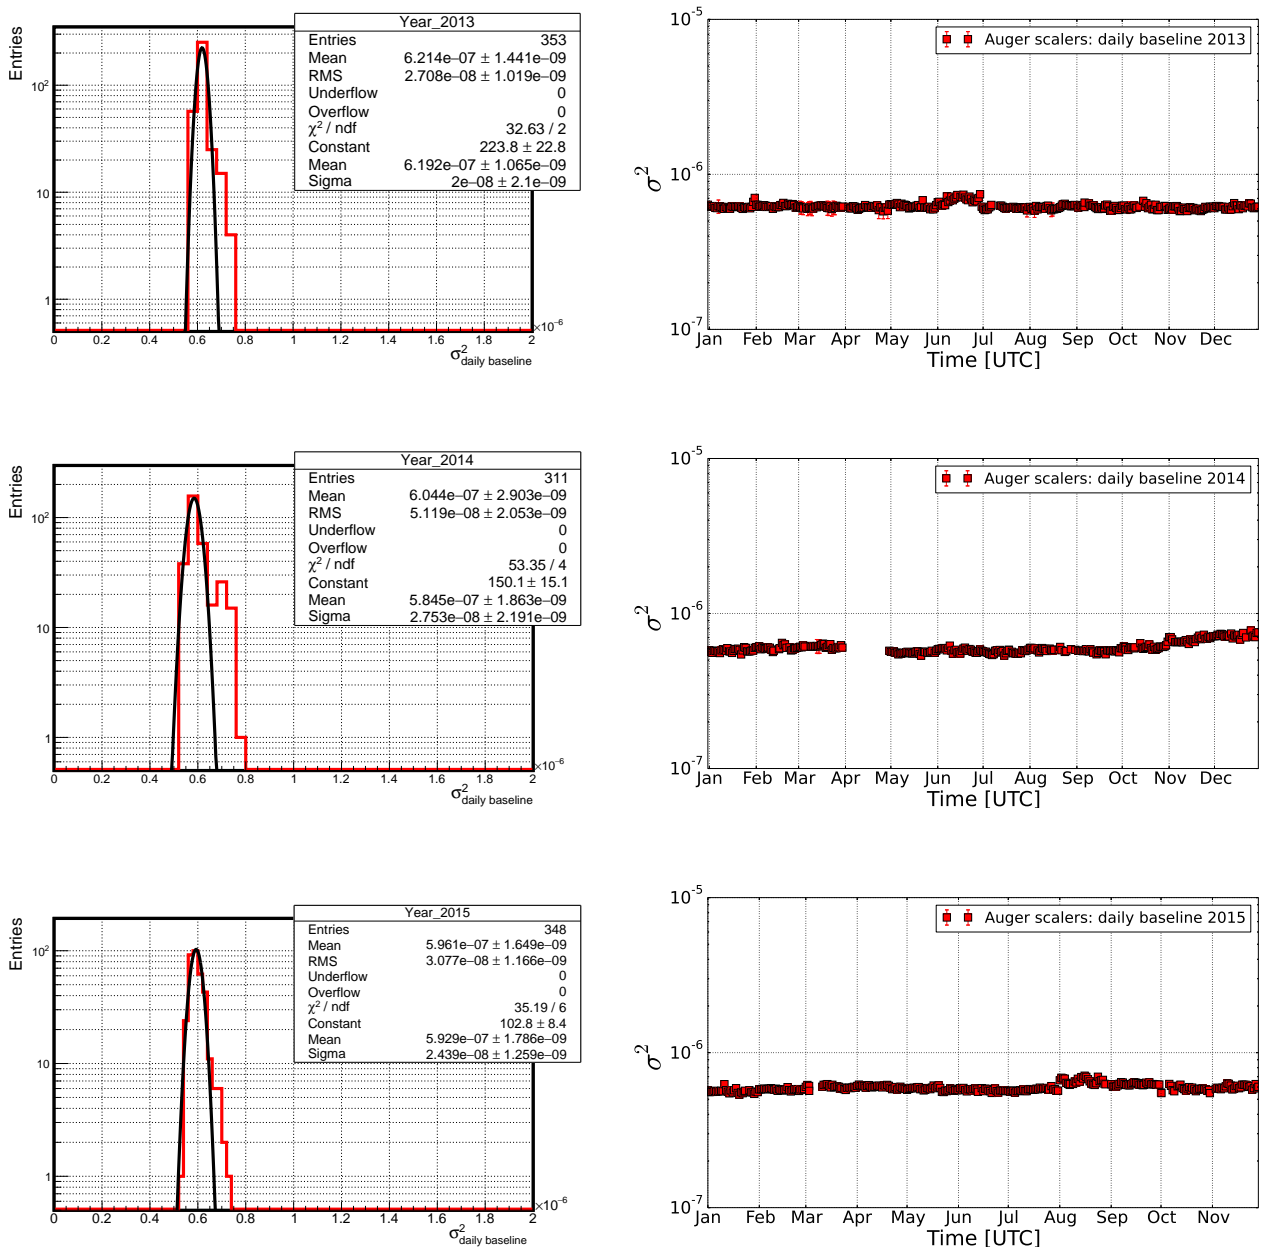 Year_2013
Entries 353
Mean 6.214e−07 ± 1.441e−09
RMS 2.708e−08 ± 1.019e−09
Underflow 0
Overflow 0
χ² / ndf 32.63 / 2
Constant 223.8 ± 22.8
Mean 6.192e−07 ± 1.065e−09
Sigma 2e−08 ± 2.1e−09
Entries
10²
10
1
0 0.2 0.4 0.6 0.8 1 1.2 1.4 1.6 1.8 2
×10⁻⁶
σ² daily baseline
Auger scalers: daily baseline 2013
10⁻⁵
10⁻⁶
10⁻⁷
σ²
Jan Feb Mar Apr May Jun Jul Aug Sep Oct Nov Dec
Time [UTC]
Year_2014
Entries 311
Mean 6.044e−07 ± 2.903e−09
RMS 5.119e−08 ± 2.053e−09
Underflow 0
Overflow 0
χ² / ndf 53.35 / 4
Constant 150.1 ± 15.1
Mean 5.845e−07 ± 1.863e−09
Sigma 2.753e−08 ± 2.191e−09
Entries
10²
10
1
0 0.2 0.4 0.6 0.8 1 1.2 1.4 1.6 1.8 2
×10⁻⁶
σ² daily baseline
Auger scalers: daily baseline 2014
10⁻⁵
10⁻⁶
10⁻⁷
σ²
Jan Feb Mar Apr May Jun Jul Aug Sep Oct Nov Dec
Time [UTC]
Year_2015
Entries 348
Mean 5.961e−07 ± 1.649e−09
RMS 3.077e−08 ± 1.166e−09
Underflow 0
Overflow 0
χ² / ndf 35.19 / 6
Constant 102.8 ± 8.4
Mean 5.929e−07 ± 1.786e−09
Sigma 2.439e−08 ± 1.259e−09
Entries
10²
10
1
0 0.2 0.4 0.6 0.8 1 1.2 1.4 1.6 1.8 2
×10⁻⁶
σ² daily baseline
Auger scalers: daily baseline 2015
10⁻⁵
10⁻⁶
10⁻⁷
σ²
Jan Feb Mar Apr May Jun Jul Aug Sep Oct Nov
Time [UTC]